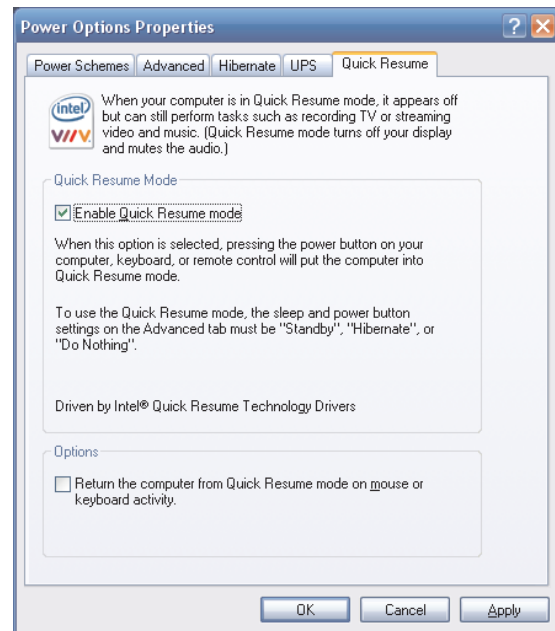 Power Options Properties
Power Schemes Advanced Hibernate UPS Quick Resume
intel
VIIV
When your computer is in Quick Resume mode, it appears off
but can still perform tasks such as recording TV or streaming
video and music. (Quick Resume mode turns off your display
and mutes the audio.)
Quick Resume Mode
Enable Quick Resume mode
When this option is selected, pressing the power button on your
computer, keyboard, or remote control will put the computer into
Quick Resume mode.
To use the Quick Resume mode, the sleep and power button
settings on the Advanced tab must be "Standby", "Hibernate", or
"Do Nothing".
Driven by Intel® Quick Resume Technology Drivers
Options
Return the computer from Quick Resume mode on mouse or
keyboard activity.
OK Cancel Apply